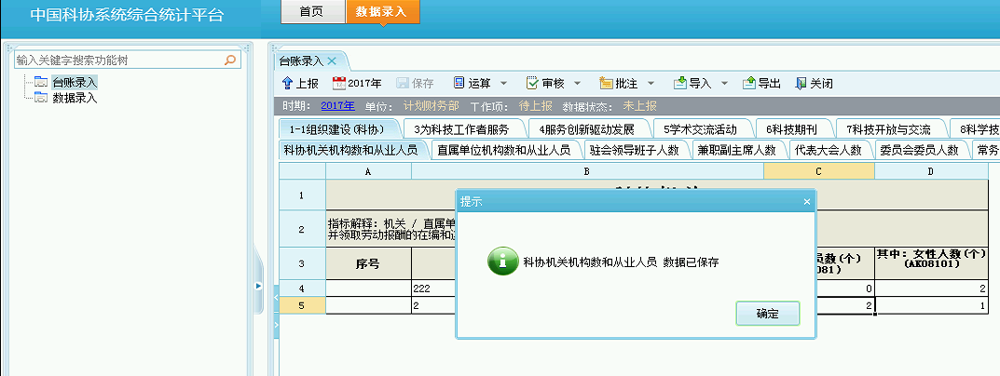 中国科协系统综合统计平台
首页 数据录入
输入关键字搜索功能树
台账录入
数据录入
台账录入
上报 2017年 保存 运算 审核 批注 导入 导出 关闭
时期: 2017年 单位: 计划财务部 工作项: 待上报 数据状态: 未上报
1-1组织建设(科协) 3为科技工作者服务 4服务创新驱动发展 5学术交流活动 6科技期刊 7科技开放与交流 8科学技
科协机关机构数和从业人员 直属单位机构数和从业人员 驻会领导班子人数 兼职副主席人数 代表大会人数 委员会委员人数 常务
A B C D
1
2 指标解释: 机关 / 直属单
并领取劳动报酬的在编和
3 序号 员数(个)
081) 其中: 女性人数(个)
(AK08101)
4 222 0 2
5 2 2 1
提示
科协机关机构数和从业人员 数据已保存
确定